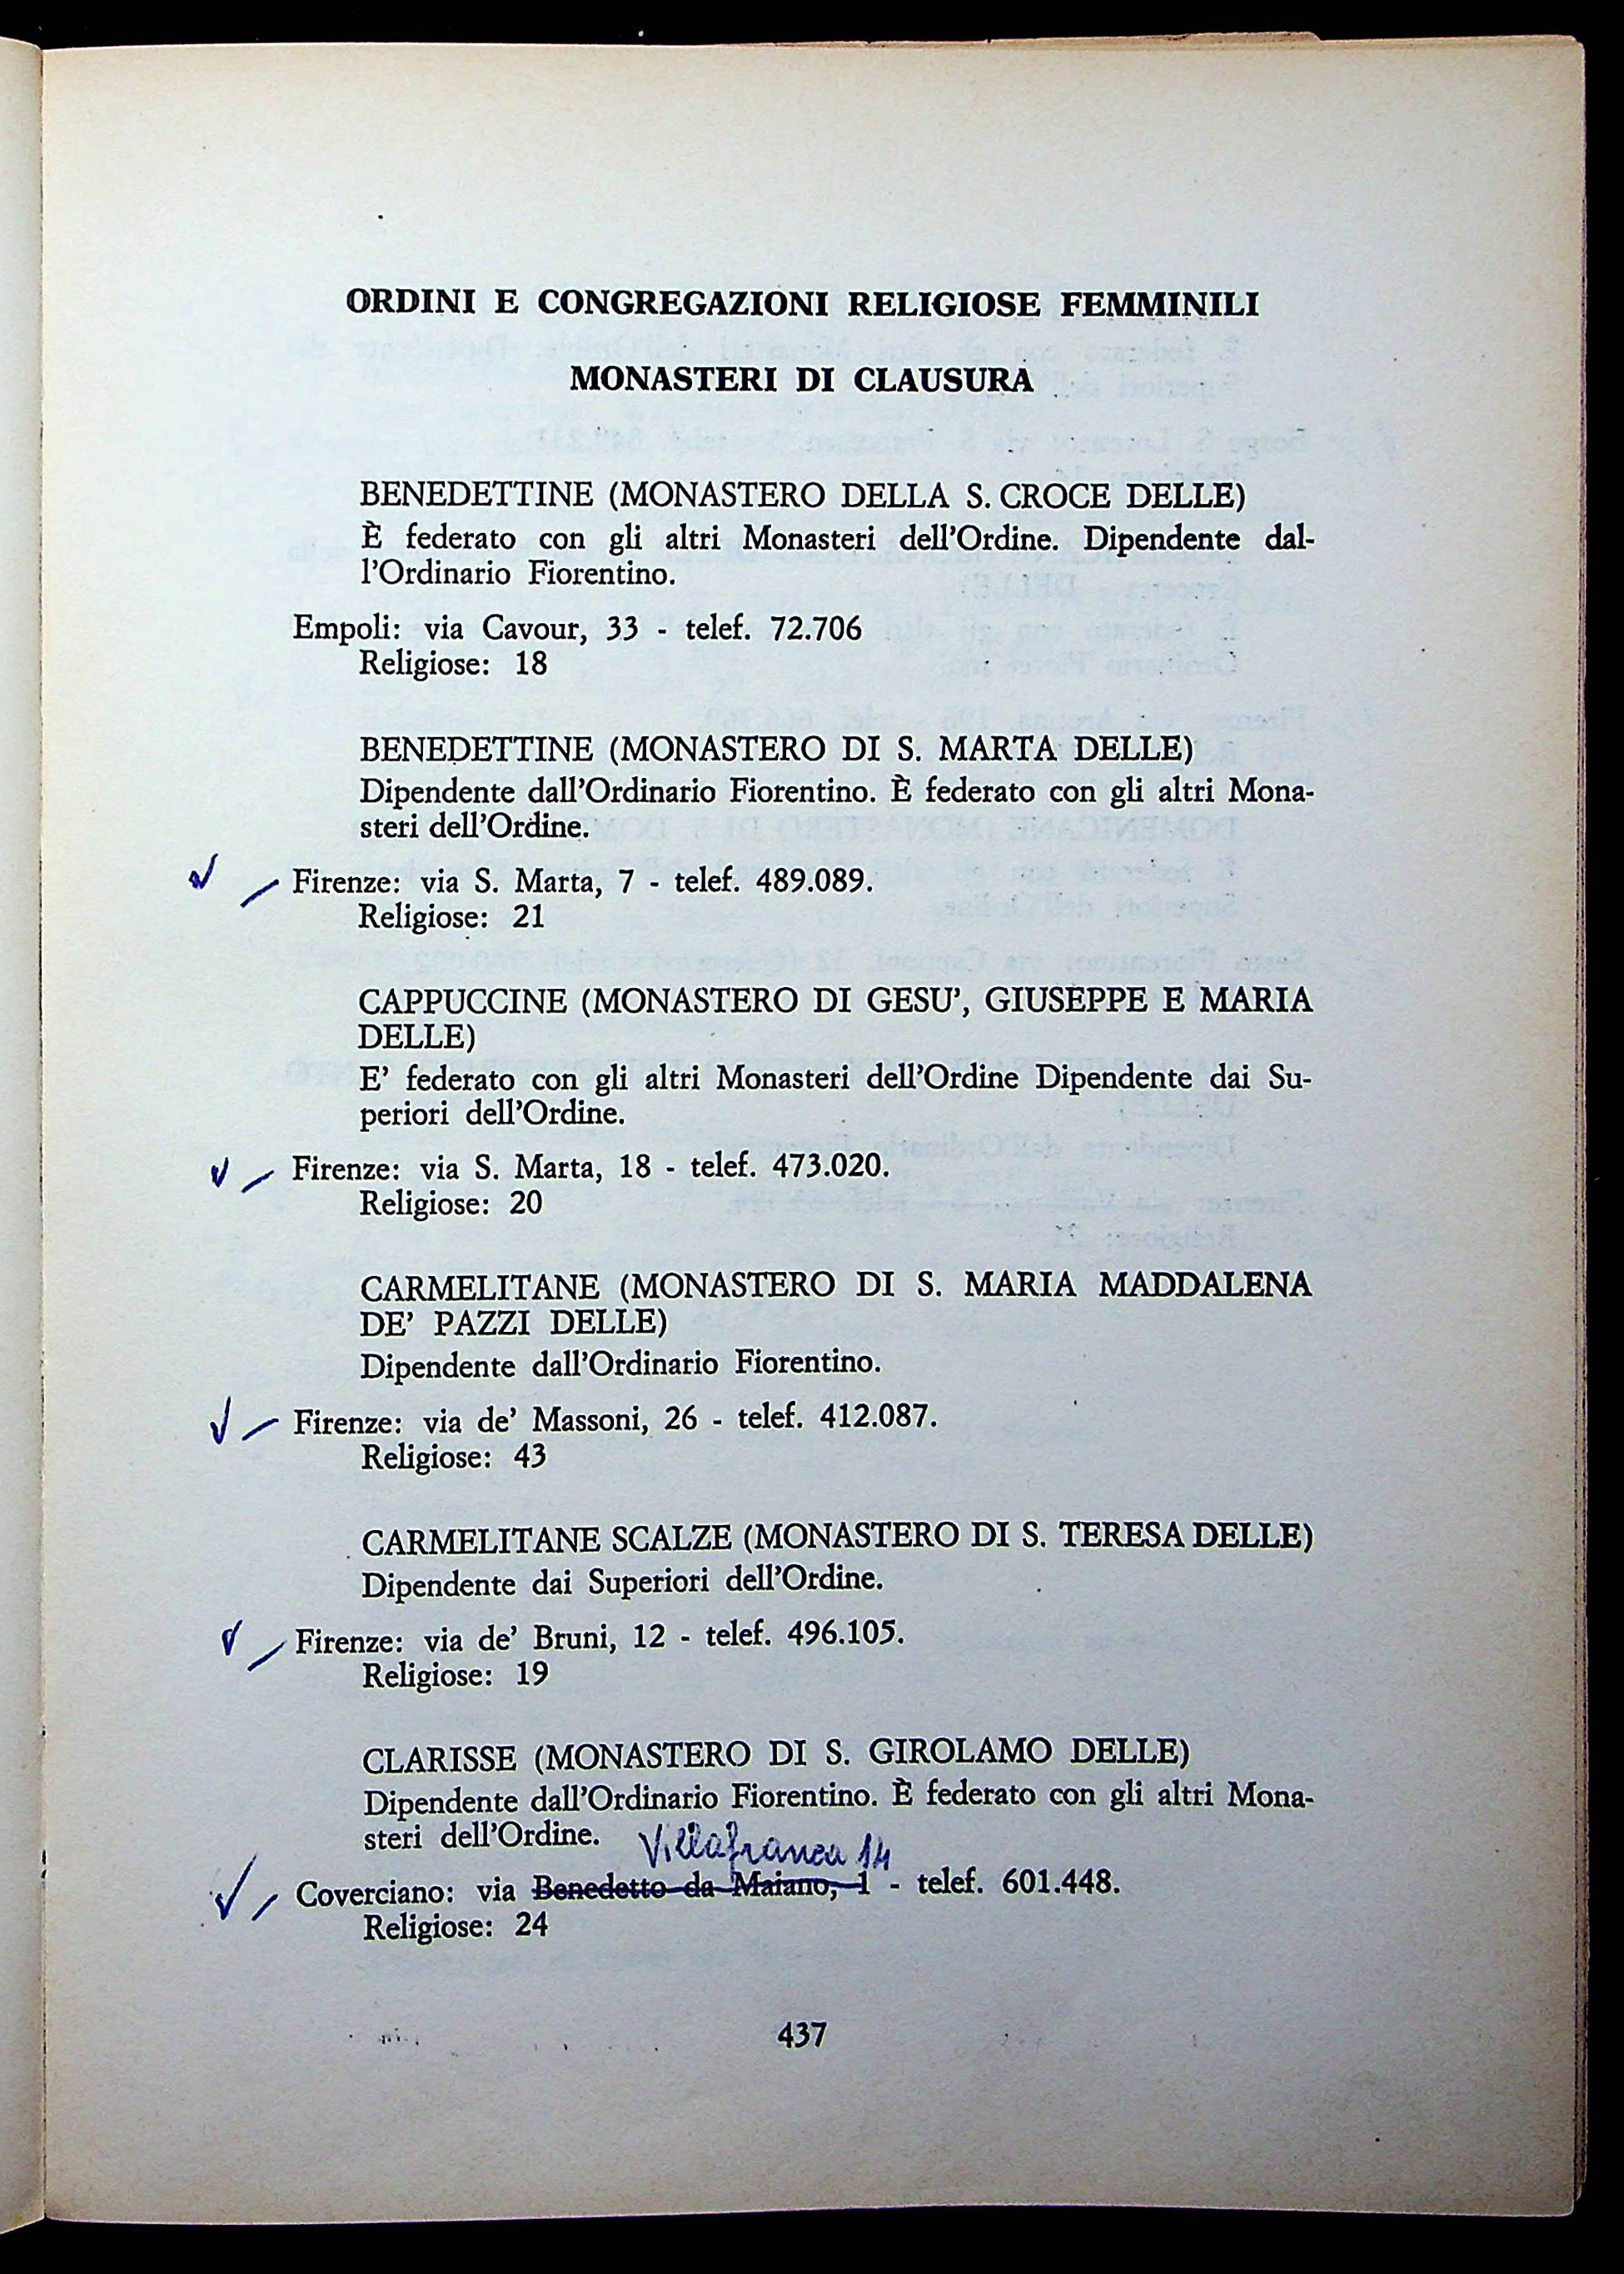 ORDINI E CONGREGAZIONI RELIGIOSE FEMMINILI
MONASTERI DI CLAUSURA
BENEDETTINE (MONASTERO DELLA S. CROCE DELLE)
È federato con gli altri Monasteri dell'Ordine. Dipendente dal-
l'Ordinario Fiorentino.
Empoli: via Cavour, 33 - telef. 72.706
Religiose: 18
BENEDETTINE (MONASTERO DI S. MARTA DELLE)
Dipendente dall'Ordinario Fiorentino. È federato con gli altri Mona-
steri dell'Ordine.
Firenze: via S. Marta, 7 - telef. 489.089.
Religiose: 21
CAPPUCCINE (MONASTERO DI GESU', GIUSEPPE E MARIA
DELLE)
E' federato con gli altri Monasteri dell'Ordine Dipendente dai Su-
periori dell'Ordine.
Firenze: via S. Marta, 18 - telef. 473.020.
Religiose: 20
CARMELITANE (MONASTERO DI S. MARIA MADDALENA
DE' PAZZI DELLE)
Dipendente dall'Ordinario Fiorentino.
Firenze: via de' Massoni, 26 - telef. 412.087.
Religiose: 43
CARMELITANE SCALZE (MONASTERO DI S. TERESA DELLE)
Dipendente dai Superiori dell'Ordine.
Firenze: via de' Bruni, 12 - telef. 496.105.
Religiose: 19
CLARISSE (MONASTERO DI S. GIROLAMO DELLE)
Dipendente dall'Ordinario Fiorentino. È federato con gli altri Mona-
steri dell'Ordine.
Villafranca 14
Coverciano: via Benedetto da Maiano, 1 - telef. 601.448.
Religiose: 24
437